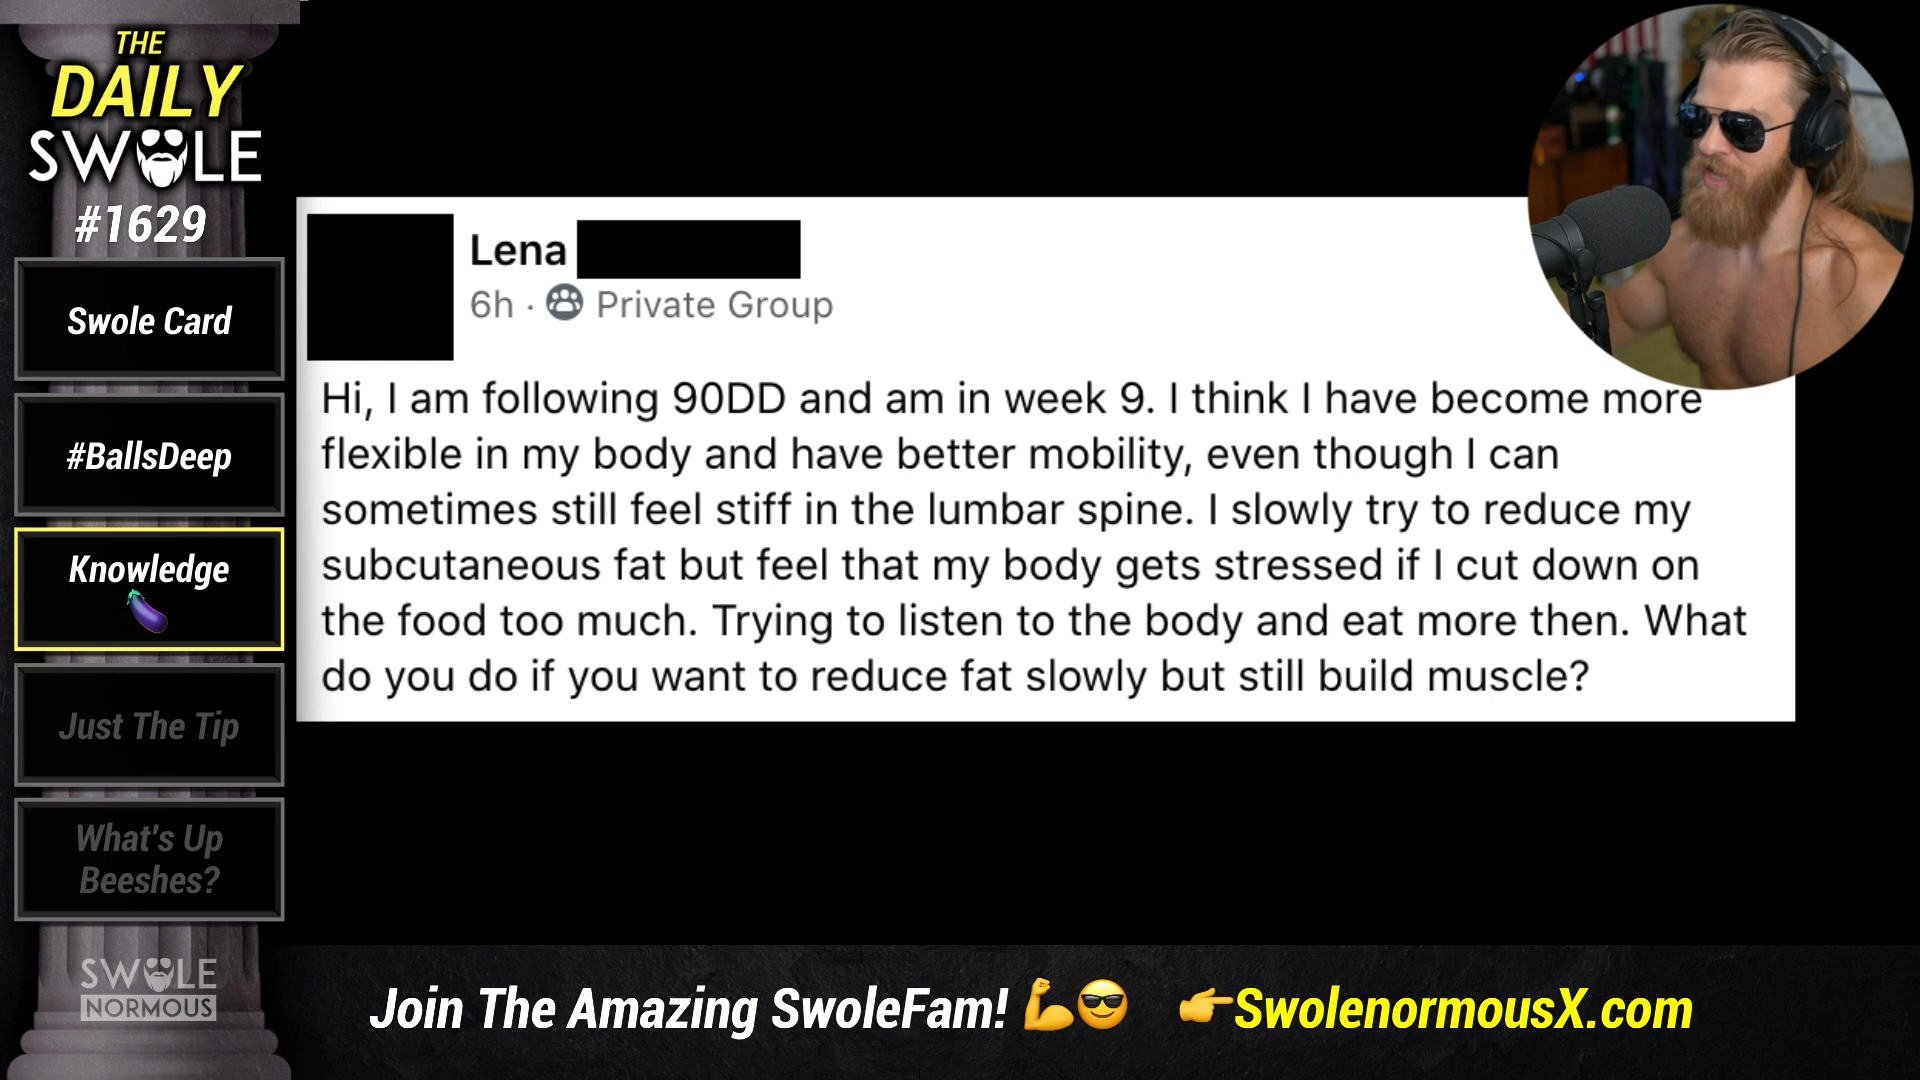 THE
DAILY
SWOLE
#1629
Swole Card
#BallsDeep
Knowledge
Just The Tip
What's Up
Beeshes?
SWOLE
NORMOUS
Lena
6h · Private Group
Hi, I am following 90DD and am in week 9. I think I have become more
flexible in my body and have better mobility, even though I can
sometimes still feel stiff in the lumbar spine. I slowly try to reduce my
subcutaneous fat but feel that my body gets stressed if I cut down on
the food too much. Trying to listen to the body and eat more then. What
do you do if you want to reduce fat slowly but still build muscle?
Join The Amazing SwoleFam! 💪😎 👉SwolenormousX.com